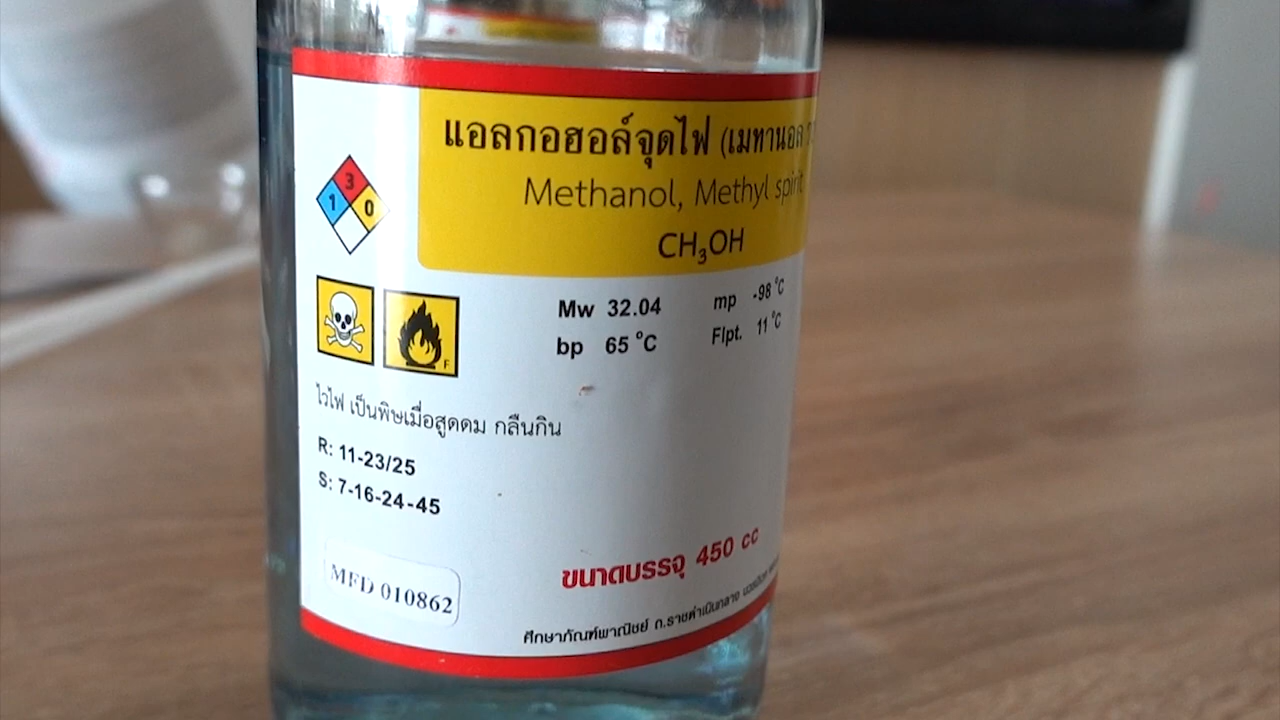 แอลกอฮอล์จุดไฟ (เมทานอล
Methanol, Methyl spirit
CH₃OH
3
1 0
Mw 32.04 mp -98 °C
bp 65 °C Flpt. 11 °C
F
ไวไฟ เป็นพิษเมื่อสูดดม กลืนกิน
R: 11-23/25
S: 7-16-24-45
ขนาดบรรจุ 450 cc
MFD 010862
ศึกษาภัณฑ์พาณิชย์ ถ.ราชดำเนินกลาง